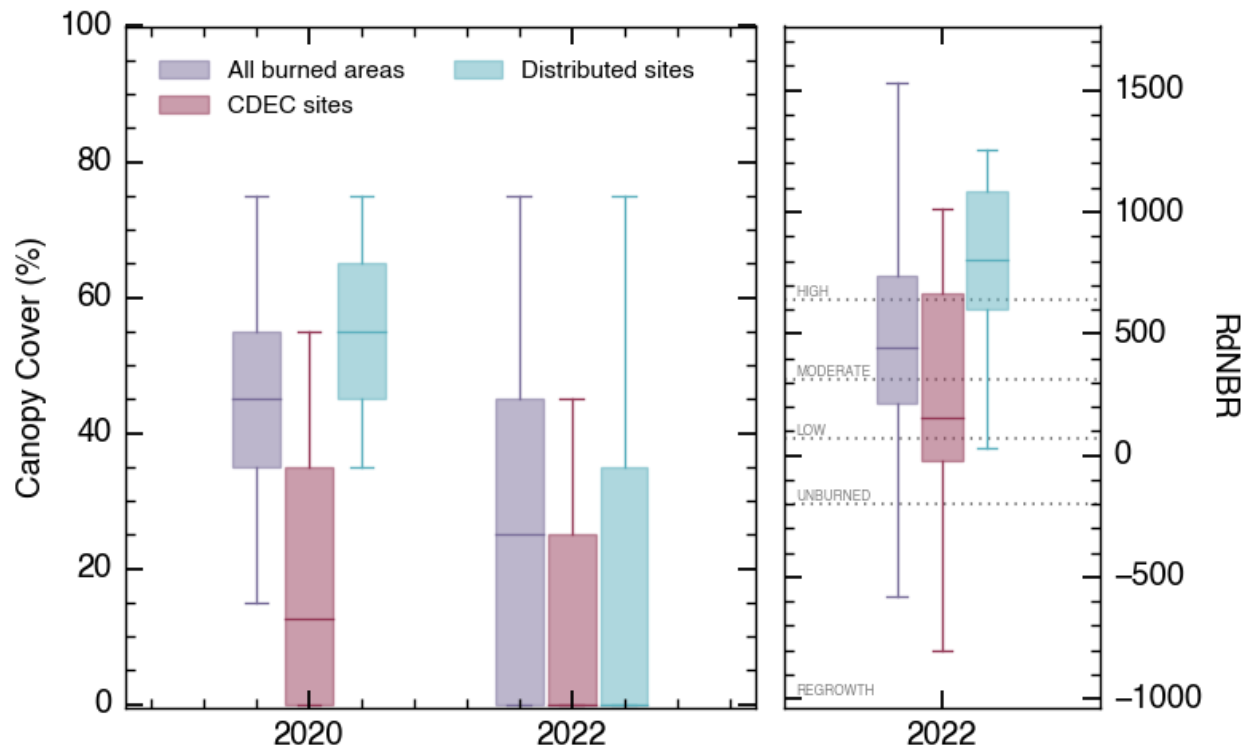 100
80
60
40
20
0
Canopy Cover (%)
All burned areas
Distributed sites
CDEC sites
2020
2022
HIGH
MODERATE
LOW
UNBURNED
REGROWTH
1500
1000
500
0
−500
−1000
RdNBR
2022